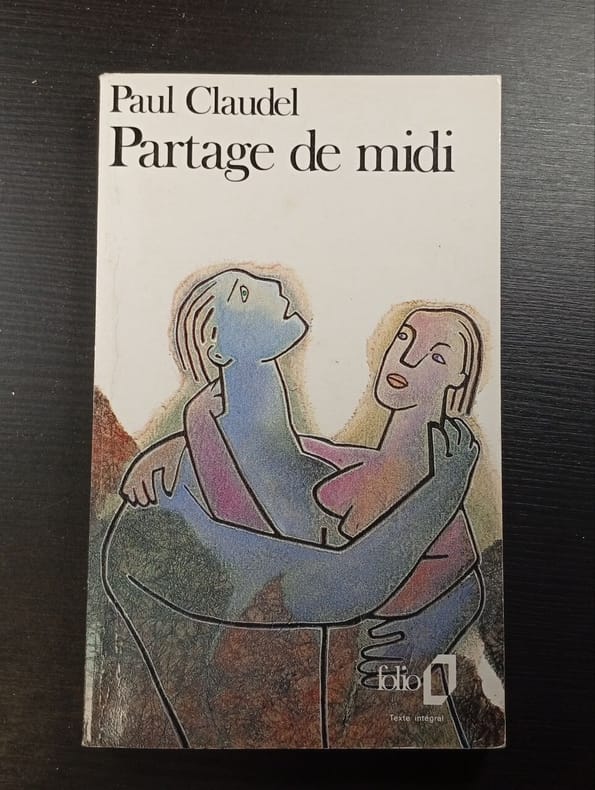 Paul Claudel
Partage de midi
folio
Texte intégral